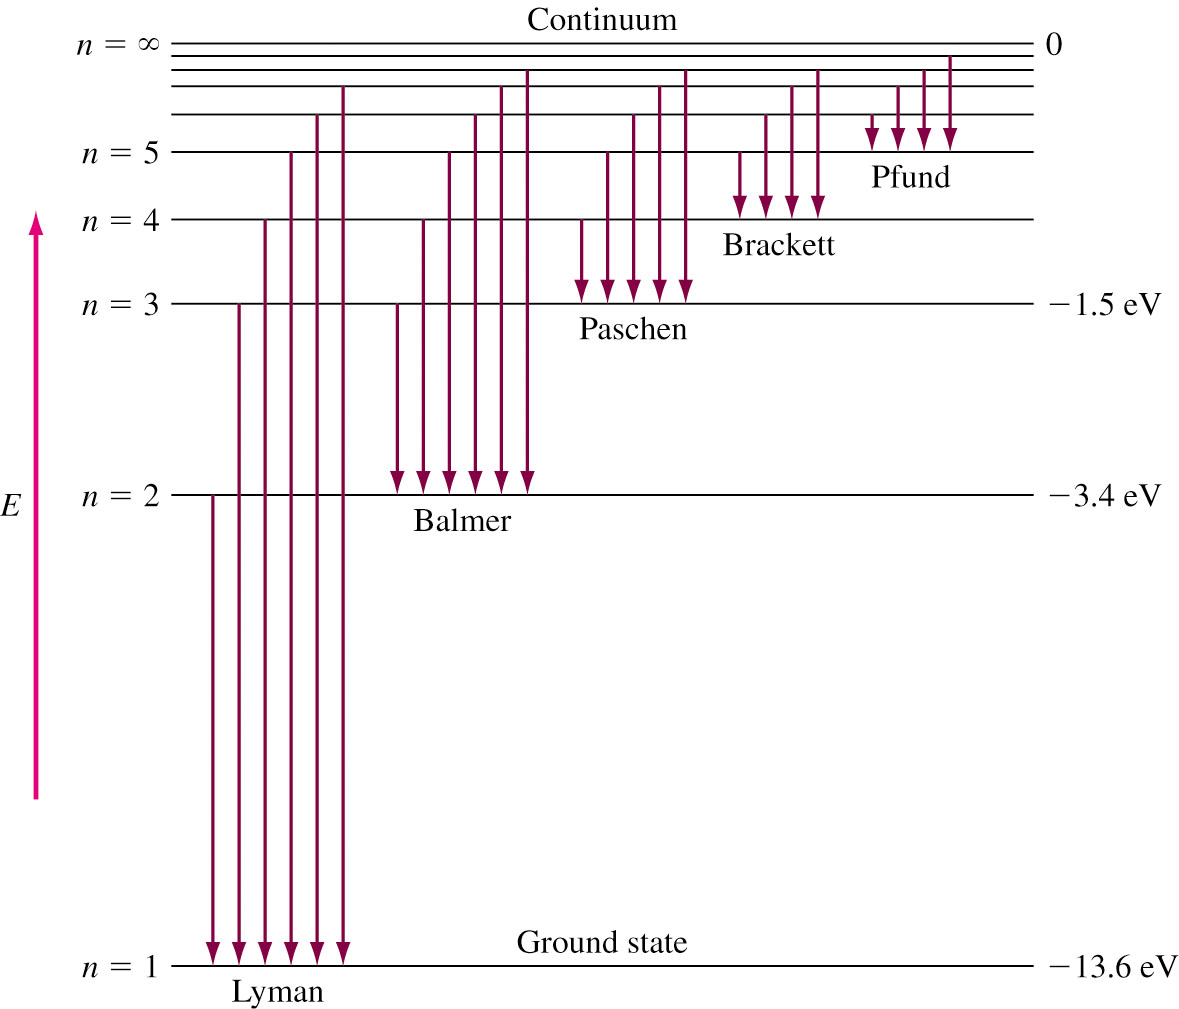 Continuum
n = ∞ 0
n = 5
Pfund
n = 4
Brackett
n = 3 −1.5 eV
Paschen
E n = 2 −3.4 eV
Balmer
Ground state
n = 1 −13.6 eV
Lyman